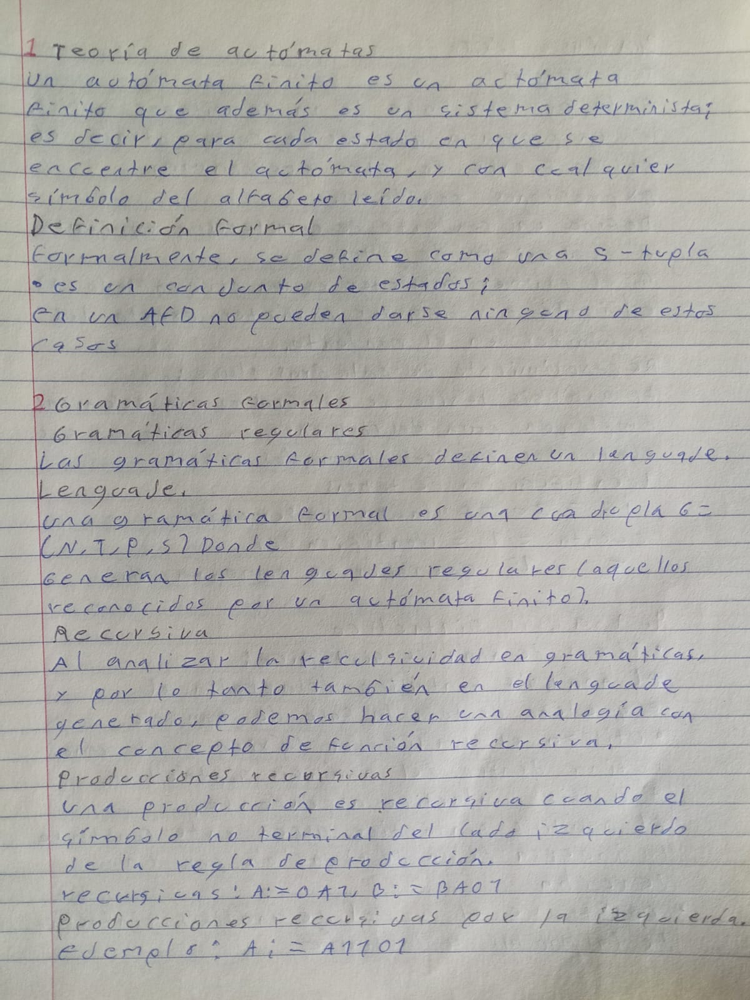 1 Teoría de autómatas
un autómata finito es un autómata
finito que además es un sistema determinista;
es decir, para cada estado en que se
encuentre el autómata, y con cualquier
símbolo del alfabeto leído.
Definición formal
formalmente, se define como una 5-tupla
• es un conJunto de estados;
en un AFD no pueden darse ninguno de estos
casos
2 Gramáticas formales
Gramáticas regulares
Las gramáticas formales definen un lenguaJe.
LenguaJe.
una gramática formal es una cuadrupla G=
(N,T,P,S) Donde
Generan los lenguaJes regulares (aquellos
reconocidos por un autómata finito).
Recursiva
Al analizar la reculsividad en gramáticas,
y por lo tanto también en el lenguaJe
generado, podemos hacer una analogía con
el concepto de función recursiva.
Producciones recursivas
una producción es recursiva cuando el
símbolo no terminal del lado izquierdo
de la regla de producción.
recursivas: A:=0A1, B:=BA01
Producciones recursivas por la izquierda.
eJemplo: A:=A1101